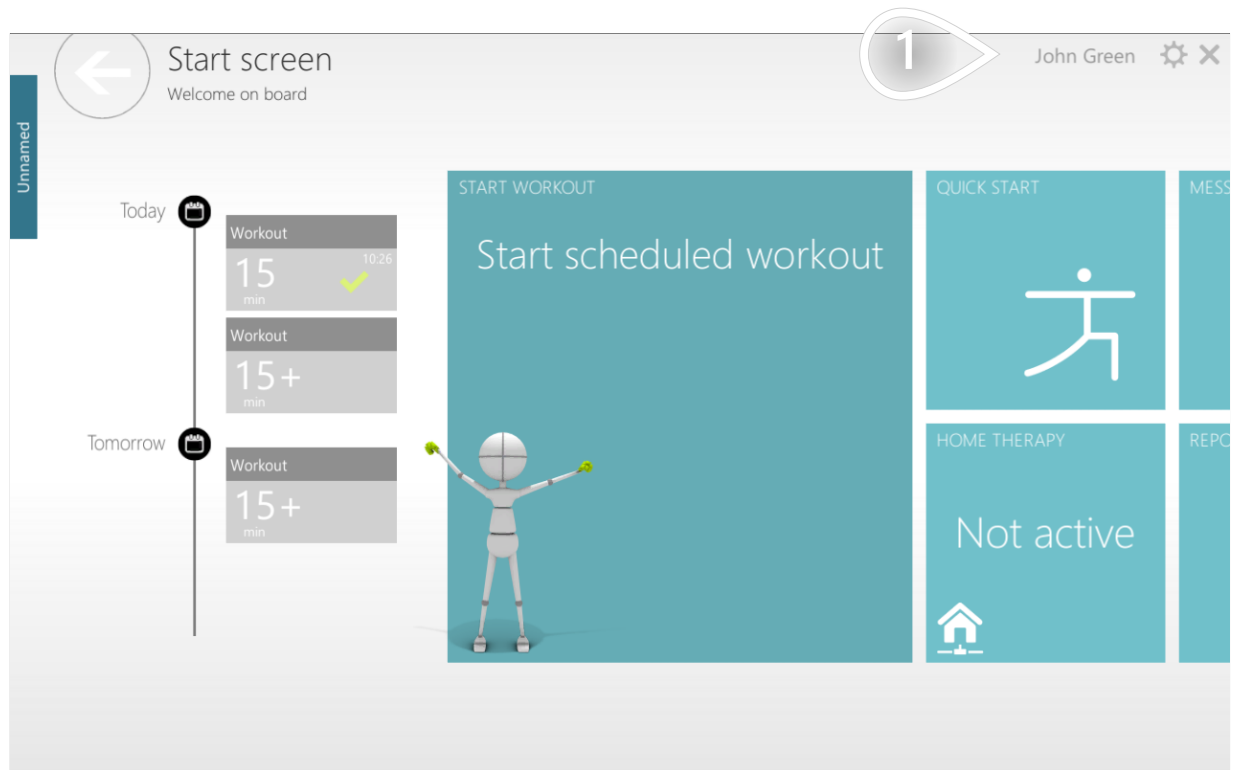 Start screen
Welcome on board
1
John Green
Unnamed
Today
Workout
15
min
10:26
Workout
15+
min
Tomorrow
Workout
15+
min
START WORKOUT
Start scheduled workout
QUICK START
MESS
HOME THERAPY
Not active
REPO